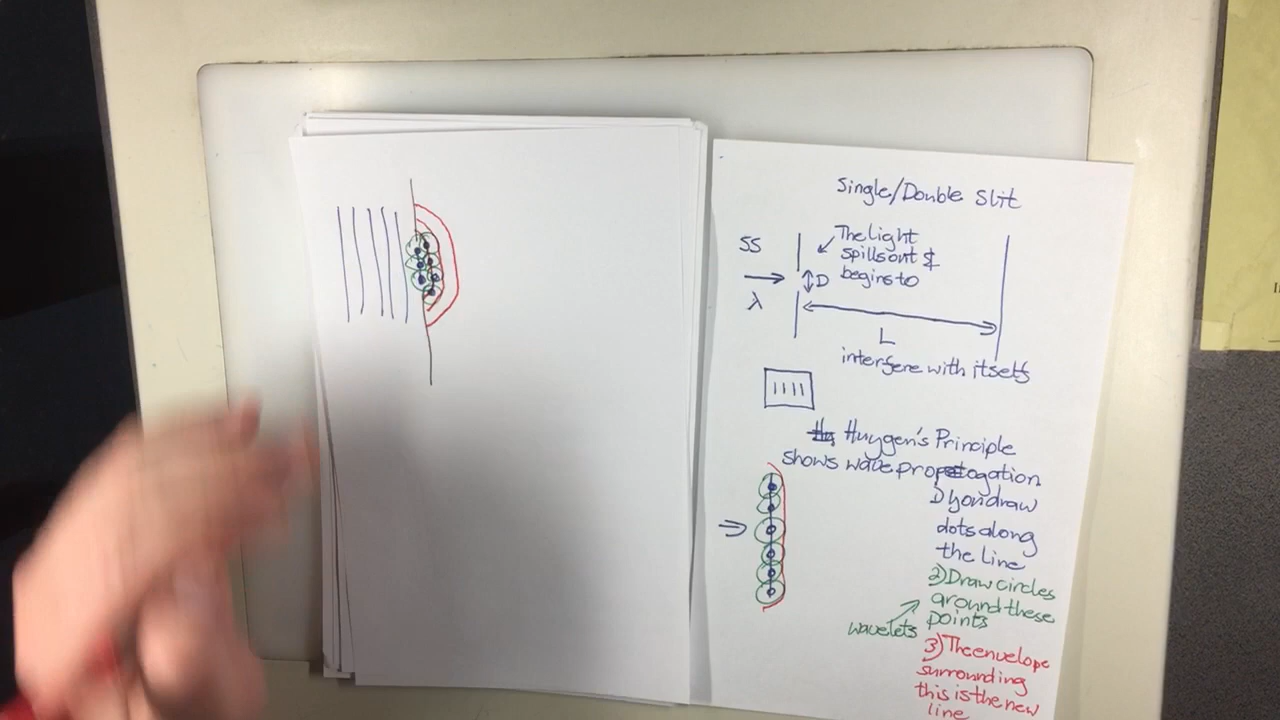 Single/Double Slit
SS
The light
spills out &
begins to
D
λ
L
interfere with itself
Huygen's Principle
shows wave propotogation
1) you draw
dots along
the line
2) Draw circles
around these
points
wavelets
3) The envelope
surrounding
this is the new
line